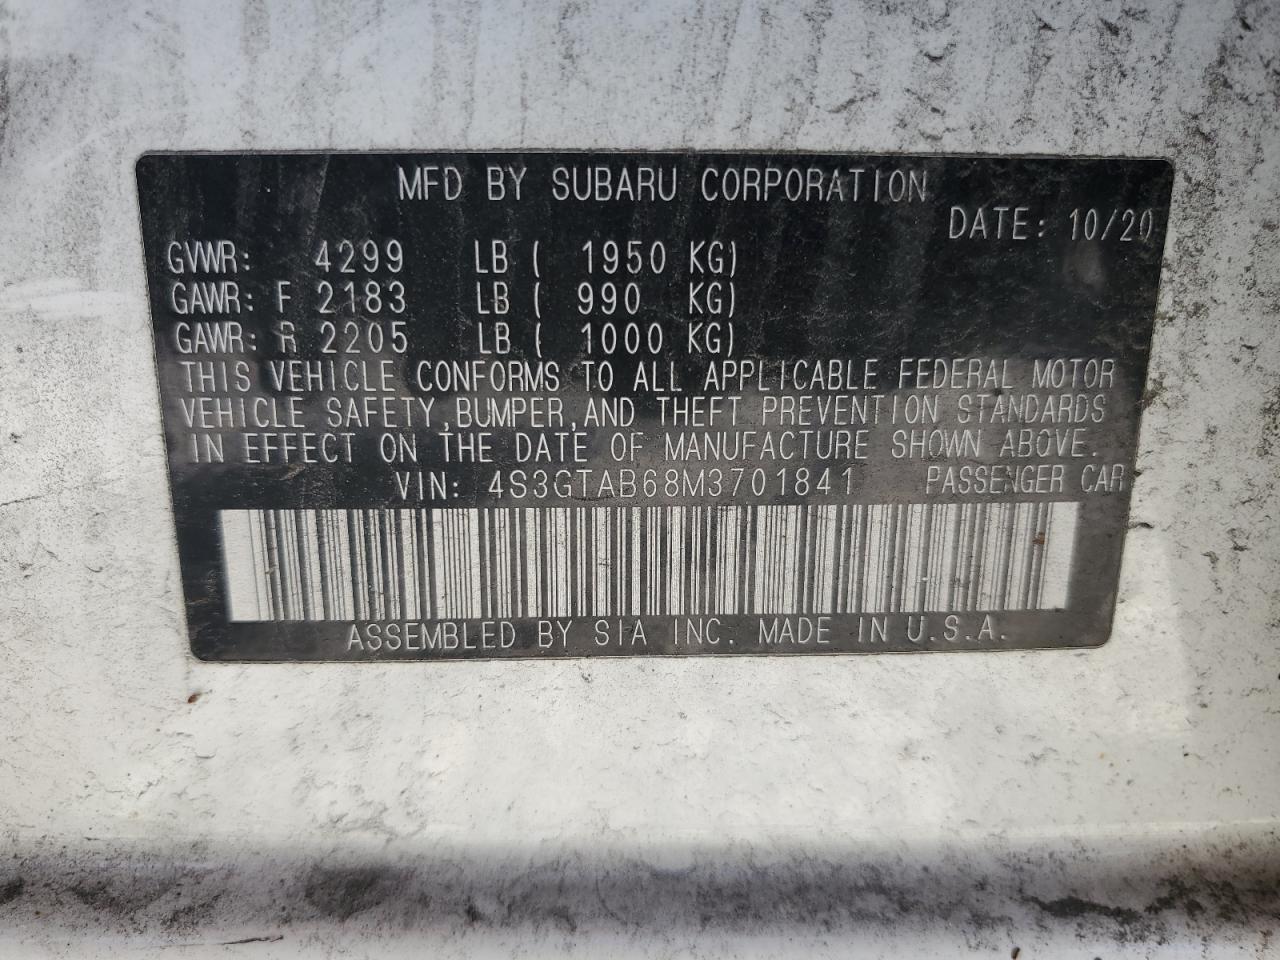 MFD BY SUBARU CORPORATION
DATE: 10/20
GVWR: 4299 LB ( 1950 KG)
GAWR: F 2183 LB ( 990 KG)
GAWR: R 2205 LB ( 1000 KG)
THIS VEHICLE CONFORMS TO ALL APPLICABLE FEDERAL MOTOR
VEHICLE SAFETY, BUMPER, AND THEFT PREVENTION STANDARDS
IN EFFECT ON THE DATE OF MANUFACTURE SHOWN ABOVE.
VIN: 4S3GTAB68M3701841 PASSENGER CAR
ASSEMBLED BY SIA INC. MADE IN U.S.A.